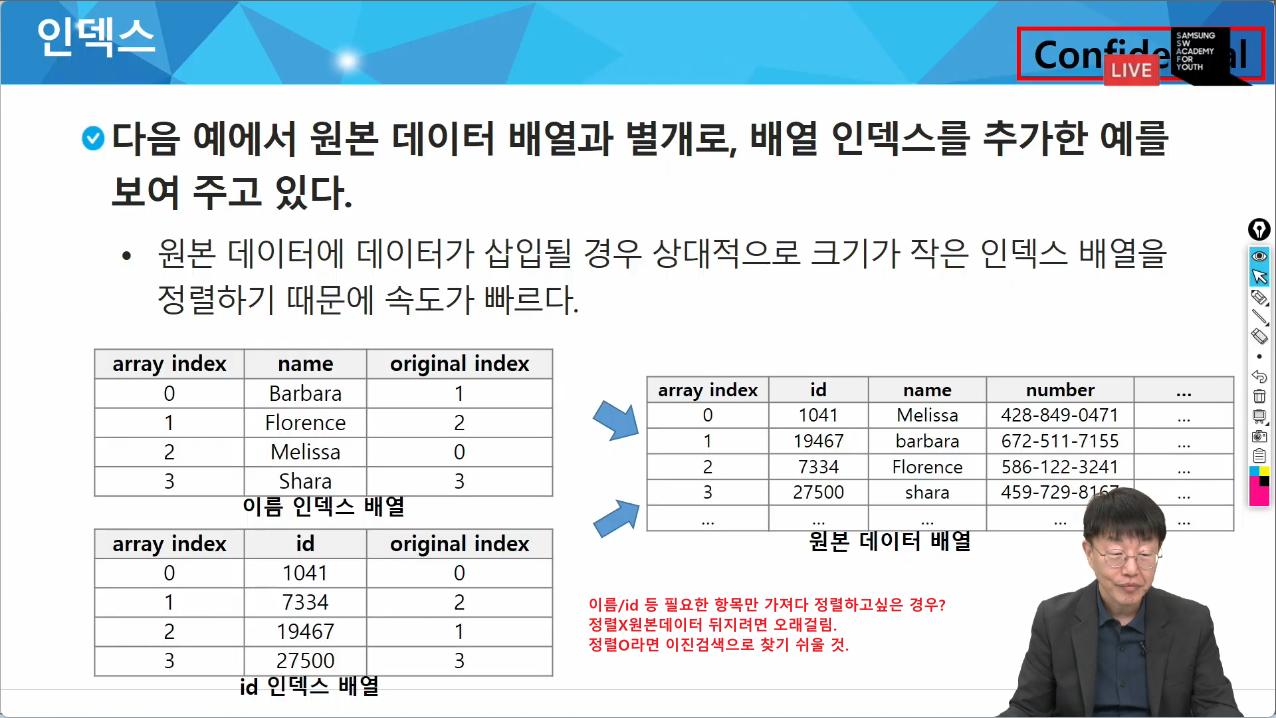 인덱스
Confide al
SAMSUNG
SW
ACADEMY
FOR
YOUTH
LIVE
다음 예에서 원본 데이터 배열과 별개로, 배열 인덱스를 추가한 예를
보여 주고 있다.
• 원본 데이터에 데이터가 삽입될 경우 상대적으로 크기가 작은 인덱스 배열을
정렬하기 때문에 속도가 빠르다.
array index name original index
0 Barbara 1
1 Florence 2
2 Melissa 0
3 Shara 3
이름 인덱스 배열
array index id original index
0 1041 0
1 7334 2
2 19467 1
3 27500 3
id 인덱스 배열
array index id name number ...
0 1041 Melissa 428-849-0471 ...
1 19467 barbara 672-511-7155 ...
2 7334 Florence 586-122-3241 ...
3 27500 shara 459-729-8167 ...
... ... ... ... ...
원본 데이터 배열
이름/id 등 필요한 항목만 가져다 정렬하고싶은 경우?
정렬X원본데이터 뒤지려면 오래걸림.
정렬O라면 이진검색으로 찾기 쉬울 것.